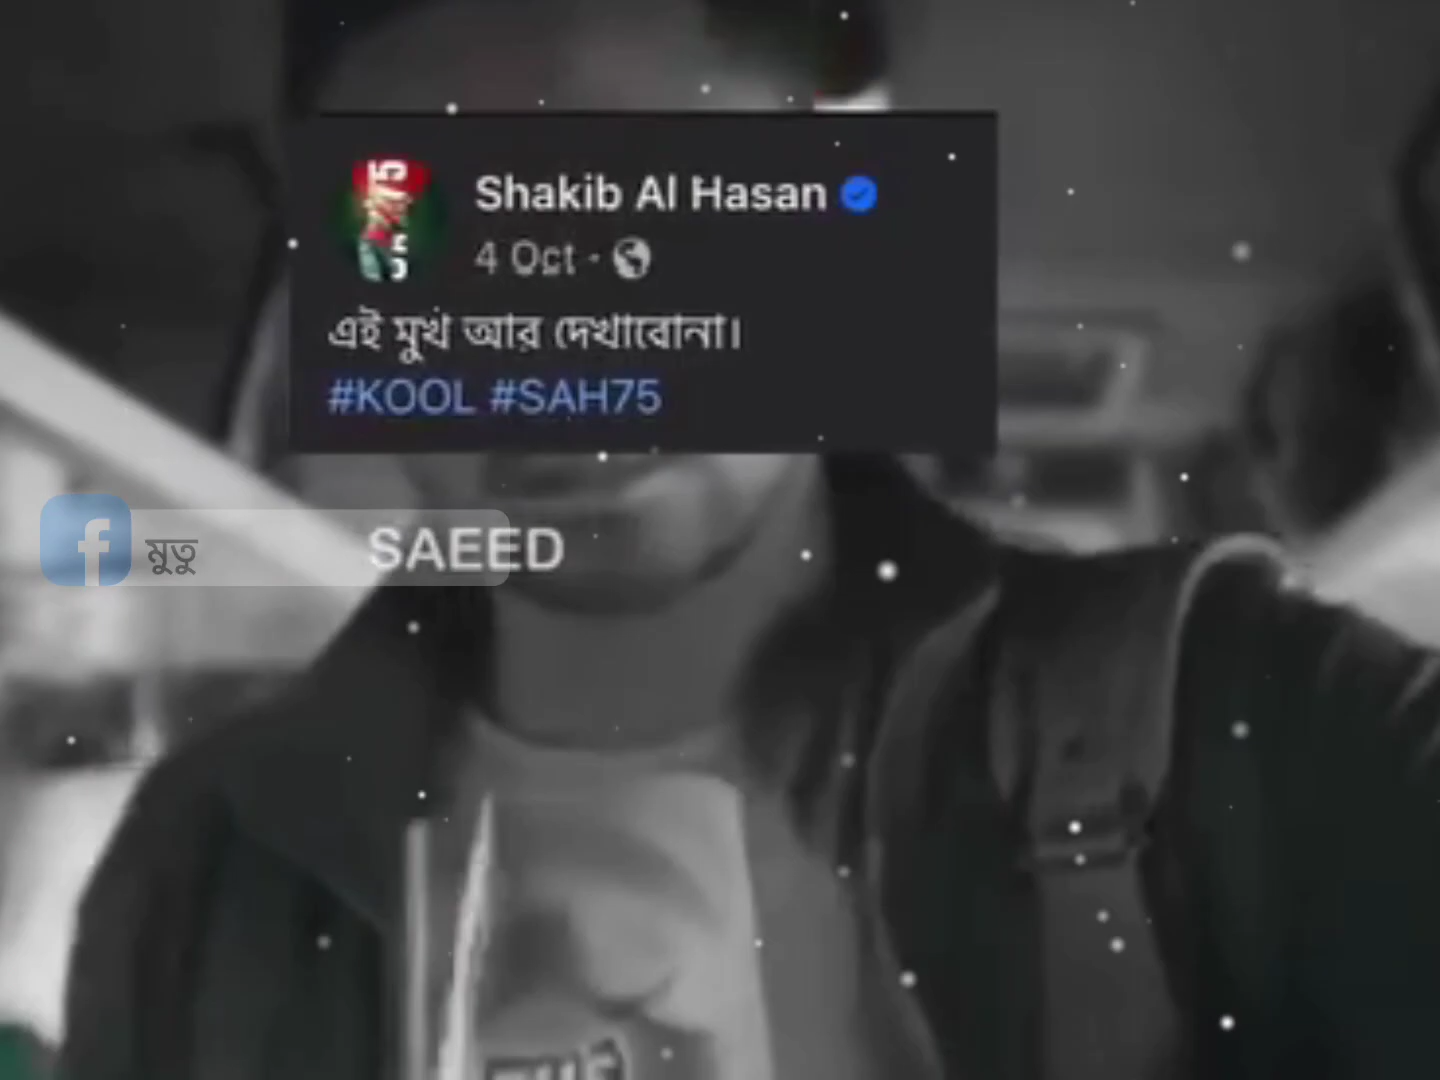 Shakib Al Hasan
4 Oct
এই মুখ আর দেখাবোনা।
#KOOL #SAH75
মুতু
SAEED